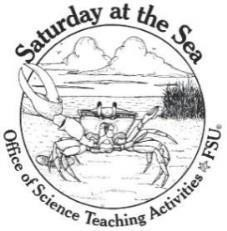 Saturday at the Sea
Office of Science Teaching Activities FSU®